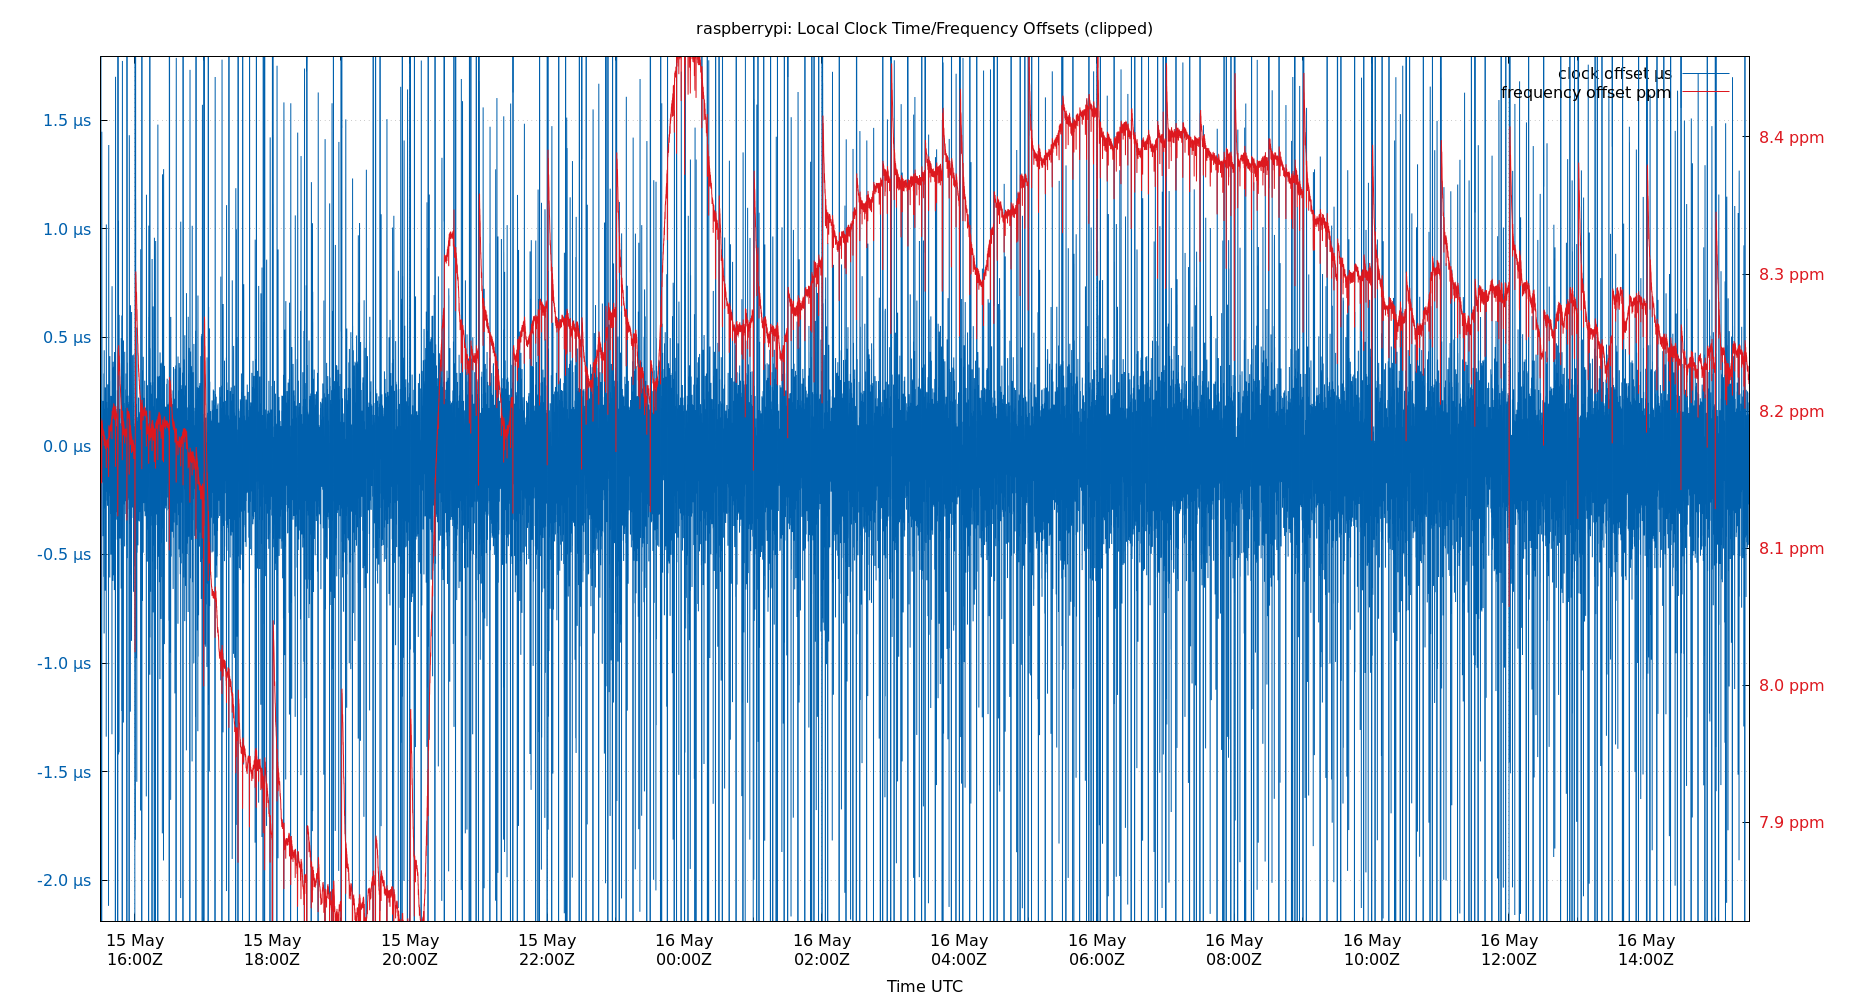 raspberrypi: Local Clock Time/Frequency Offsets (clipped)
clock offset µs
frequency offset ppm
1.5 µs
1.0 µs
0.5 µs
0.0 µs
-0.5 µs
-1.0 µs
-1.5 µs
-2.0 µs
8.4 ppm
8.3 ppm
8.2 ppm
8.1 ppm
8.0 ppm
7.9 ppm
15 May 15 May 15 May 15 May 16 May 16 May 16 May 16 May 16 May 16 May 16 May 16 May
16:00Z 18:00Z 20:00Z 22:00Z 00:00Z 02:00Z 04:00Z 06:00Z 08:00Z 10:00Z 12:00Z 14:00Z
Time UTC